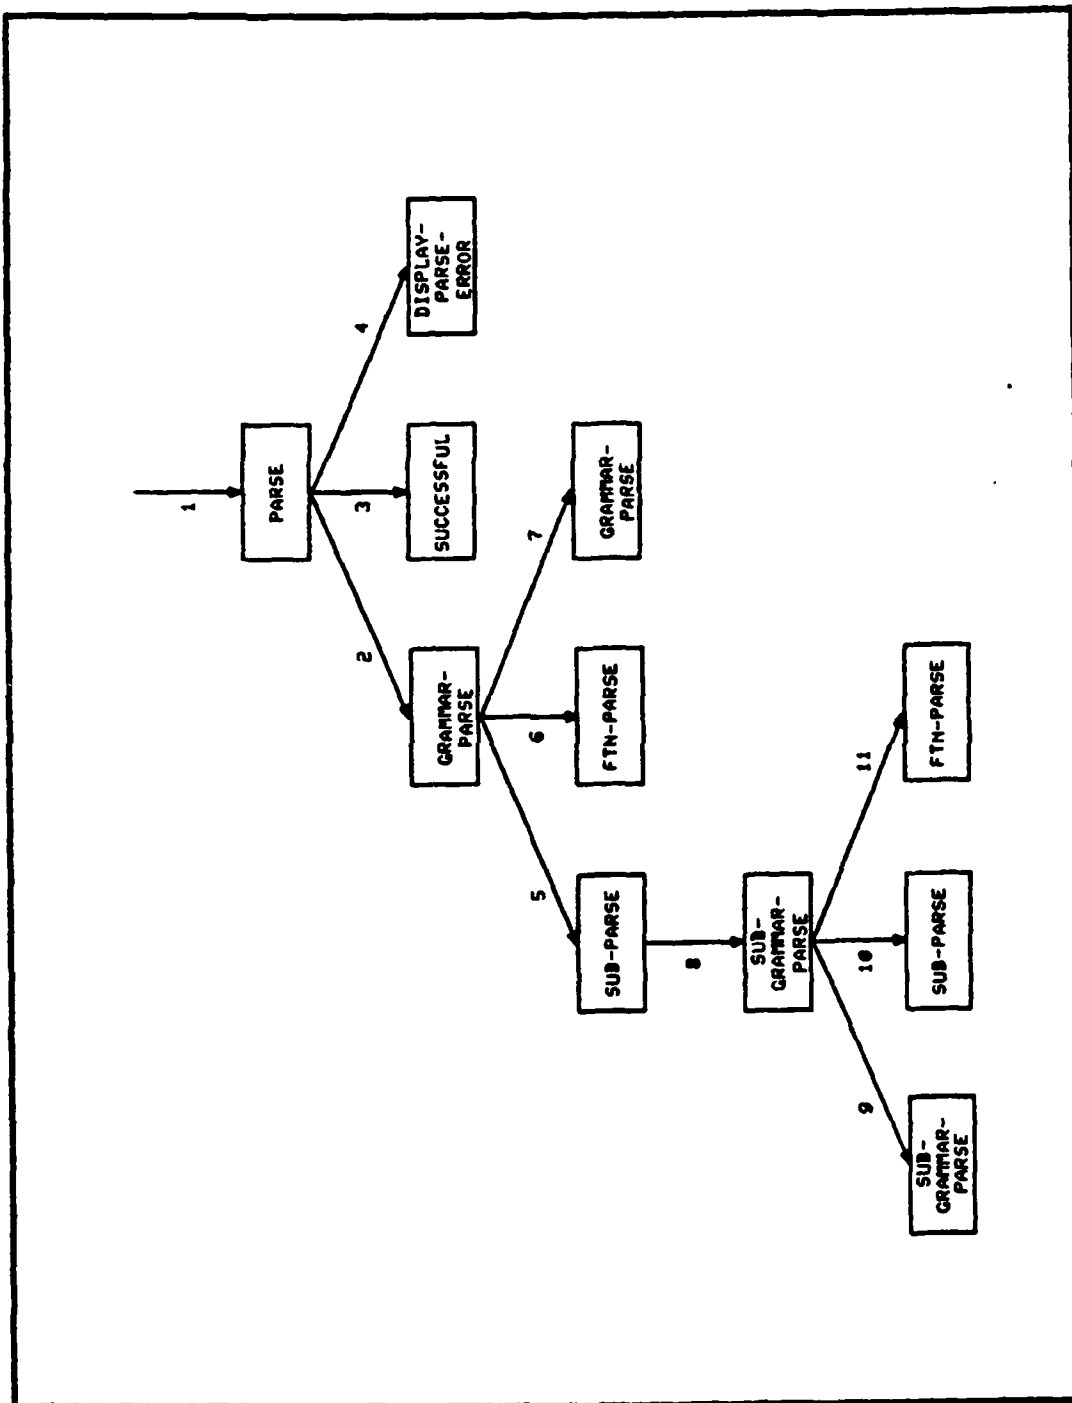 1
PARSE
2
3
4
GRAMMAR-
PARSE
SUCCESSFUL
DISPLAY-
PARSE-
ERROR
5
6
7
SUB-PARSE
FTN-PARSE
GRAMMAR-
PARSE
8
SUB-
GRAMMAR-
PARSE
9
10
11
SUB-
GRAMMAR-
PARSE
SUB-PARSE
FTN-PARSE